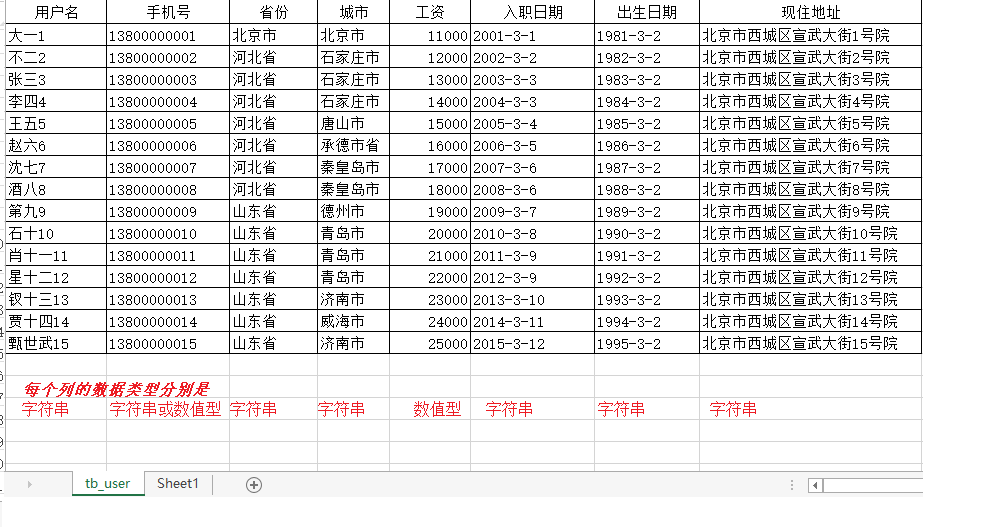 用户名 手机号 省份 城市 工资 入职日期 出生日期 现住地址
大一1 13800000001 北京市 北京市 11000 2001-3-1 1981-3-2 北京市西城区宣武大街1号院
不二2 13800000002 河北省 石家庄市 12000 2002-3-2 1982-3-2 北京市西城区宣武大街2号院
张三3 13800000003 河北省 石家庄市 13000 2003-3-3 1983-3-2 北京市西城区宣武大街3号院
李四4 13800000004 河北省 石家庄市 14000 2004-3-3 1984-3-2 北京市西城区宣武大街4号院
王五5 13800000005 河北省 唐山市 15000 2005-3-4 1985-3-2 北京市西城区宣武大街5号院
赵六6 13800000006 河北省 承德市省 16000 2006-3-5 1986-3-2 北京市西城区宣武大街6号院
沈七7 13800000007 河北省 秦皇岛市 17000 2007-3-6 1987-3-2 北京市西城区宣武大街7号院
酒八8 13800000008 河北省 秦皇岛市 18000 2008-3-6 1988-3-2 北京市西城区宣武大街8号院
第九9 13800000009 山东省 德州市 19000 2009-3-7 1989-3-2 北京市西城区宣武大街9号院
石十10 13800000010 山东省 青岛市 20000 2010-3-8 1990-3-2 北京市西城区宣武大街10号院
肖十一11 13800000011 山东省 青岛市 21000 2011-3-9 1991-3-2 北京市西城区宣武大街11号院
星十二12 13800000012 山东省 青岛市 22000 2012-3-9 1992-3-2 北京市西城区宣武大街12号院
钗十三13 13800000013 山东省 济南市 23000 2013-3-10 1993-3-2 北京市西城区宣武大街13号院
贾十四14 13800000014 山东省 威海市 24000 2014-3-11 1994-3-2 北京市西城区宣武大街14号院
甄世武15 13800000015 山东省 济南市 25000 2015-3-12 1995-3-2 北京市西城区宣武大街15号院
每个列的数据类型分别是
字符串 字符串或数值型 字符串 字符串 数值型 字符串 字符串 字符串
tb_user Sheet1